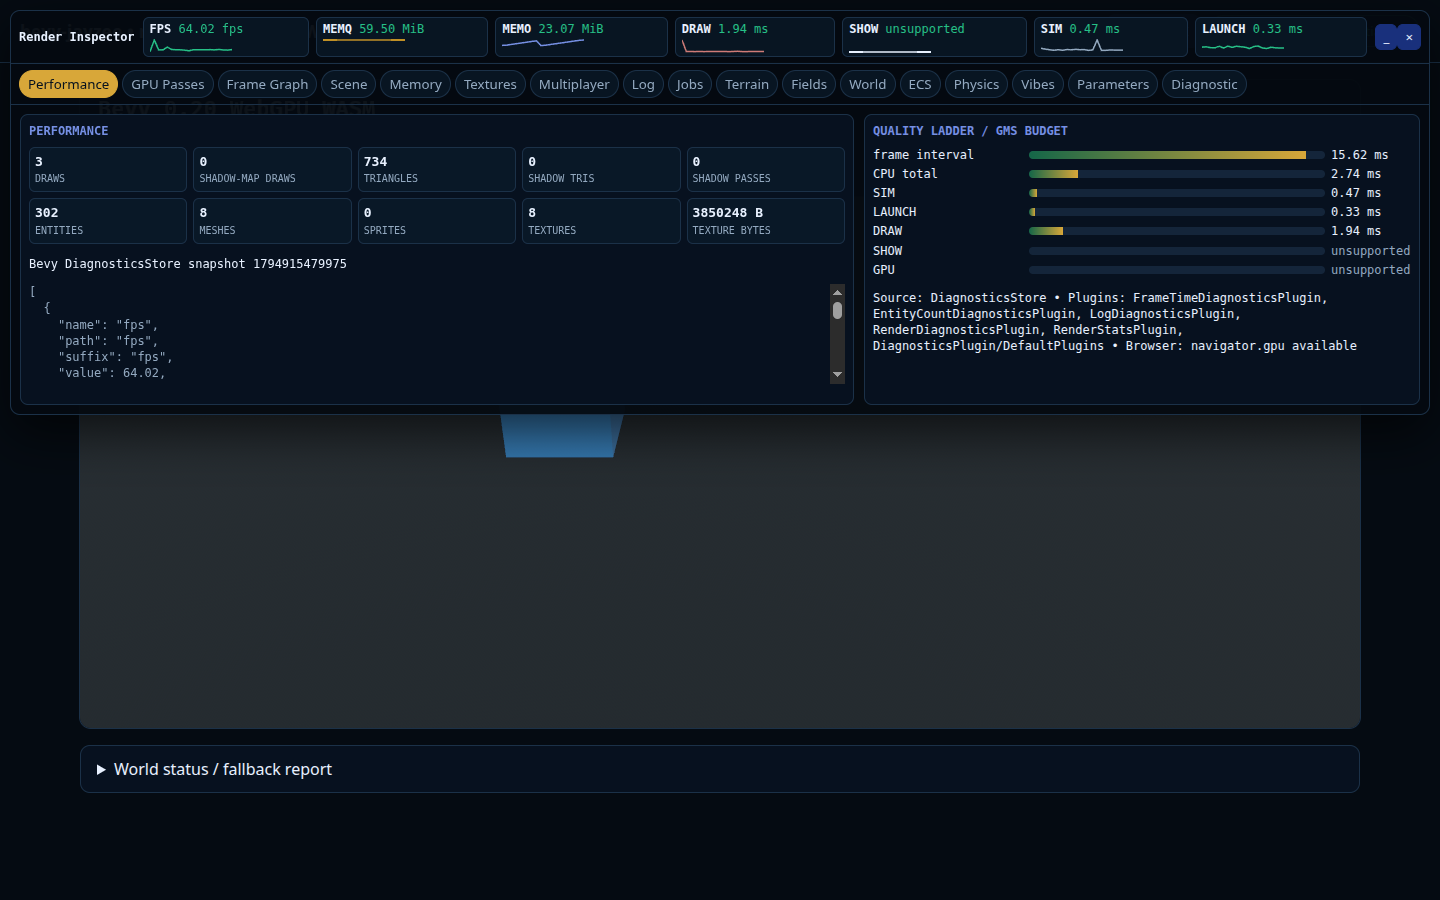 Render Inspector
FPS 64.02 fps
MEMQ 59.50 MiB
MEMO 23.07 MiB
DRAW 1.94 ms
SHOW unsupported
SIM 0.47 ms
LAUNCH 0.33 ms
_ ×
Performance GPU Passes Frame Graph Scene Memory Textures Multiplayer Log Jobs Terrain Fields World ECS Physics Vibes Parameters Diagnostic
Bevy 0.20 WebGPU WASM
PERFORMANCE
3
DRAWS
0
SHADOW-MAP DRAWS
734
TRIANGLES
0
SHADOW TRIS
0
SHADOW PASSES
302
ENTITIES
8
MESHES
0
SPRITES
8
TEXTURES
3850248 B
TEXTURE BYTES
Bevy DiagnosticsStore snapshot 1794915479975
[
{
"name": "fps",
"path": "fps",
"suffix": "fps",
"value": 64.02,
QUALITY LADDER / GMS BUDGET
frame interval 15.62 ms
CPU total 2.74 ms
SIM 0.47 ms
LAUNCH 0.33 ms
DRAW 1.94 ms
SHOW unsupported
GPU unsupported
Source: DiagnosticsStore • Plugins: FrameTimeDiagnosticsPlugin,
EntityCountDiagnosticsPlugin, LogDiagnosticsPlugin,
RenderDiagnosticsPlugin, RenderStatsPlugin,
DiagnosticsPlugin/DefaultPlugins • Browser: navigator.gpu available
▶ World status / fallback report